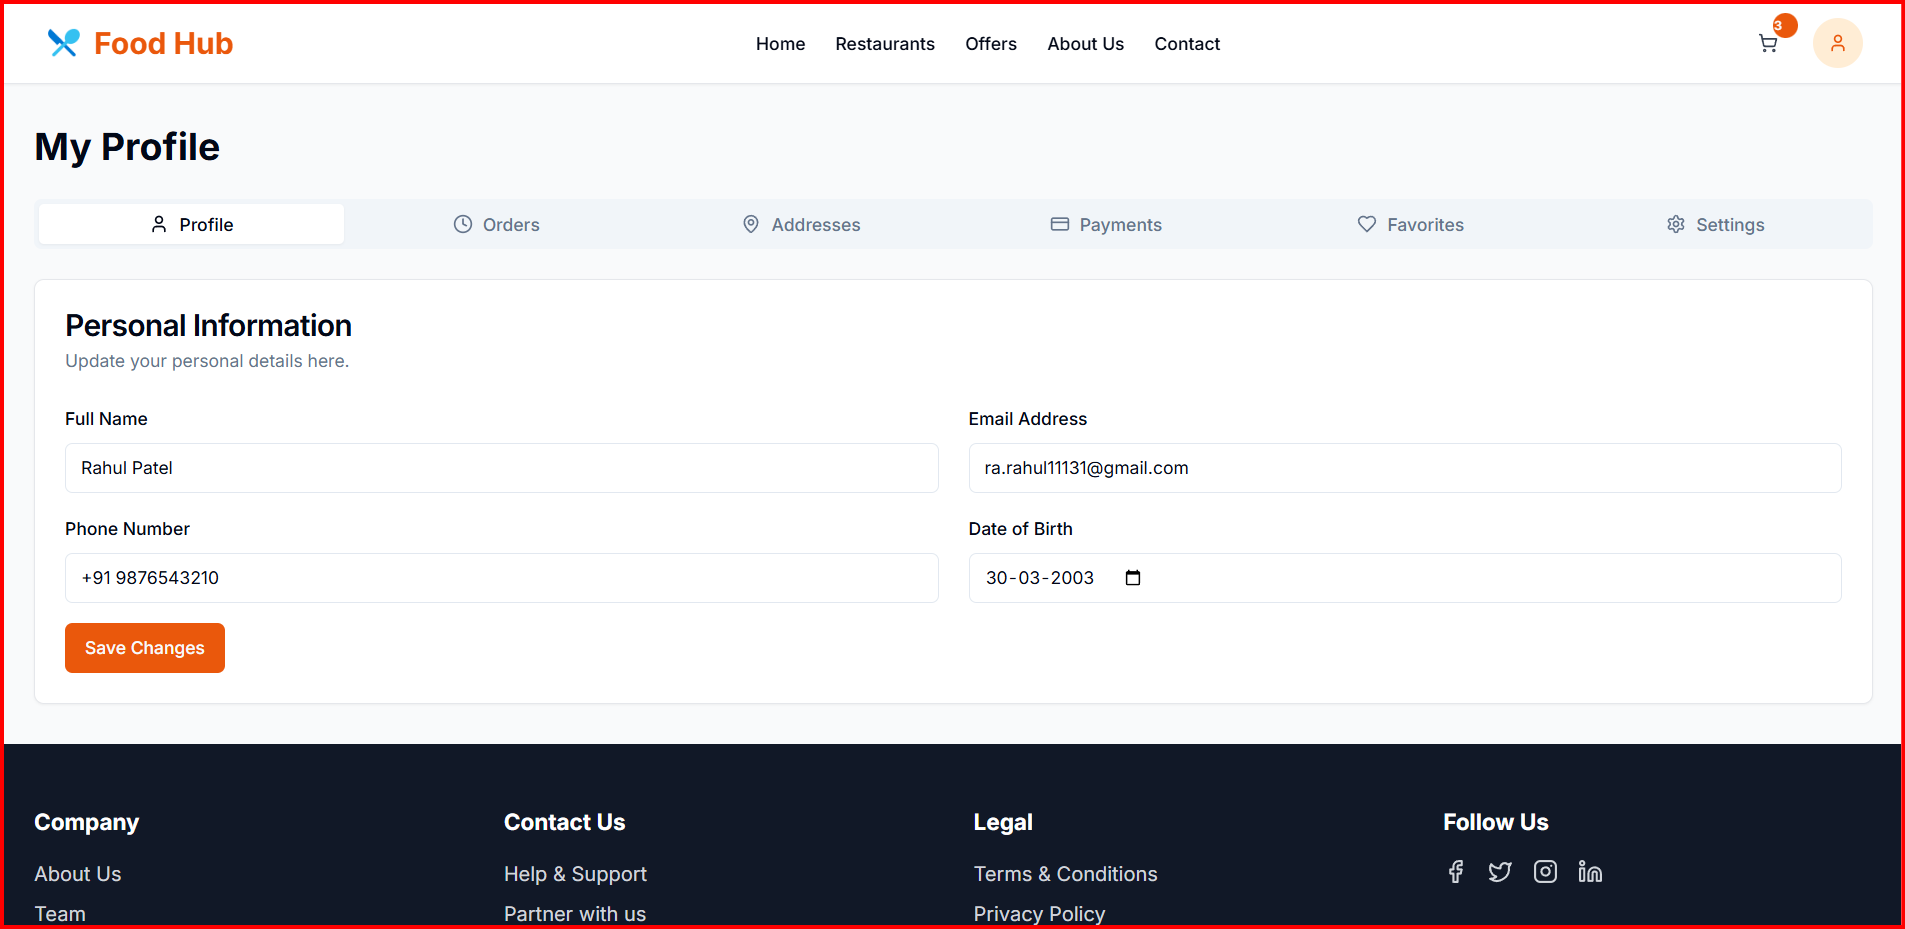 Food Hub
Home Restaurants Offers About Us Contact
3
My Profile
Profile Orders Addresses Payments Favorites Settings
Personal Information
Update your personal details here.
Full Name Email Address
Rahul Patel ra.rahul11131@gmail.com
Phone Number Date of Birth
+91 9876543210 30-03-2003
Save Changes
Company Contact Us Legal Follow Us
About Us Help & Support Terms & Conditions
Team Partner with us Privacy Policy